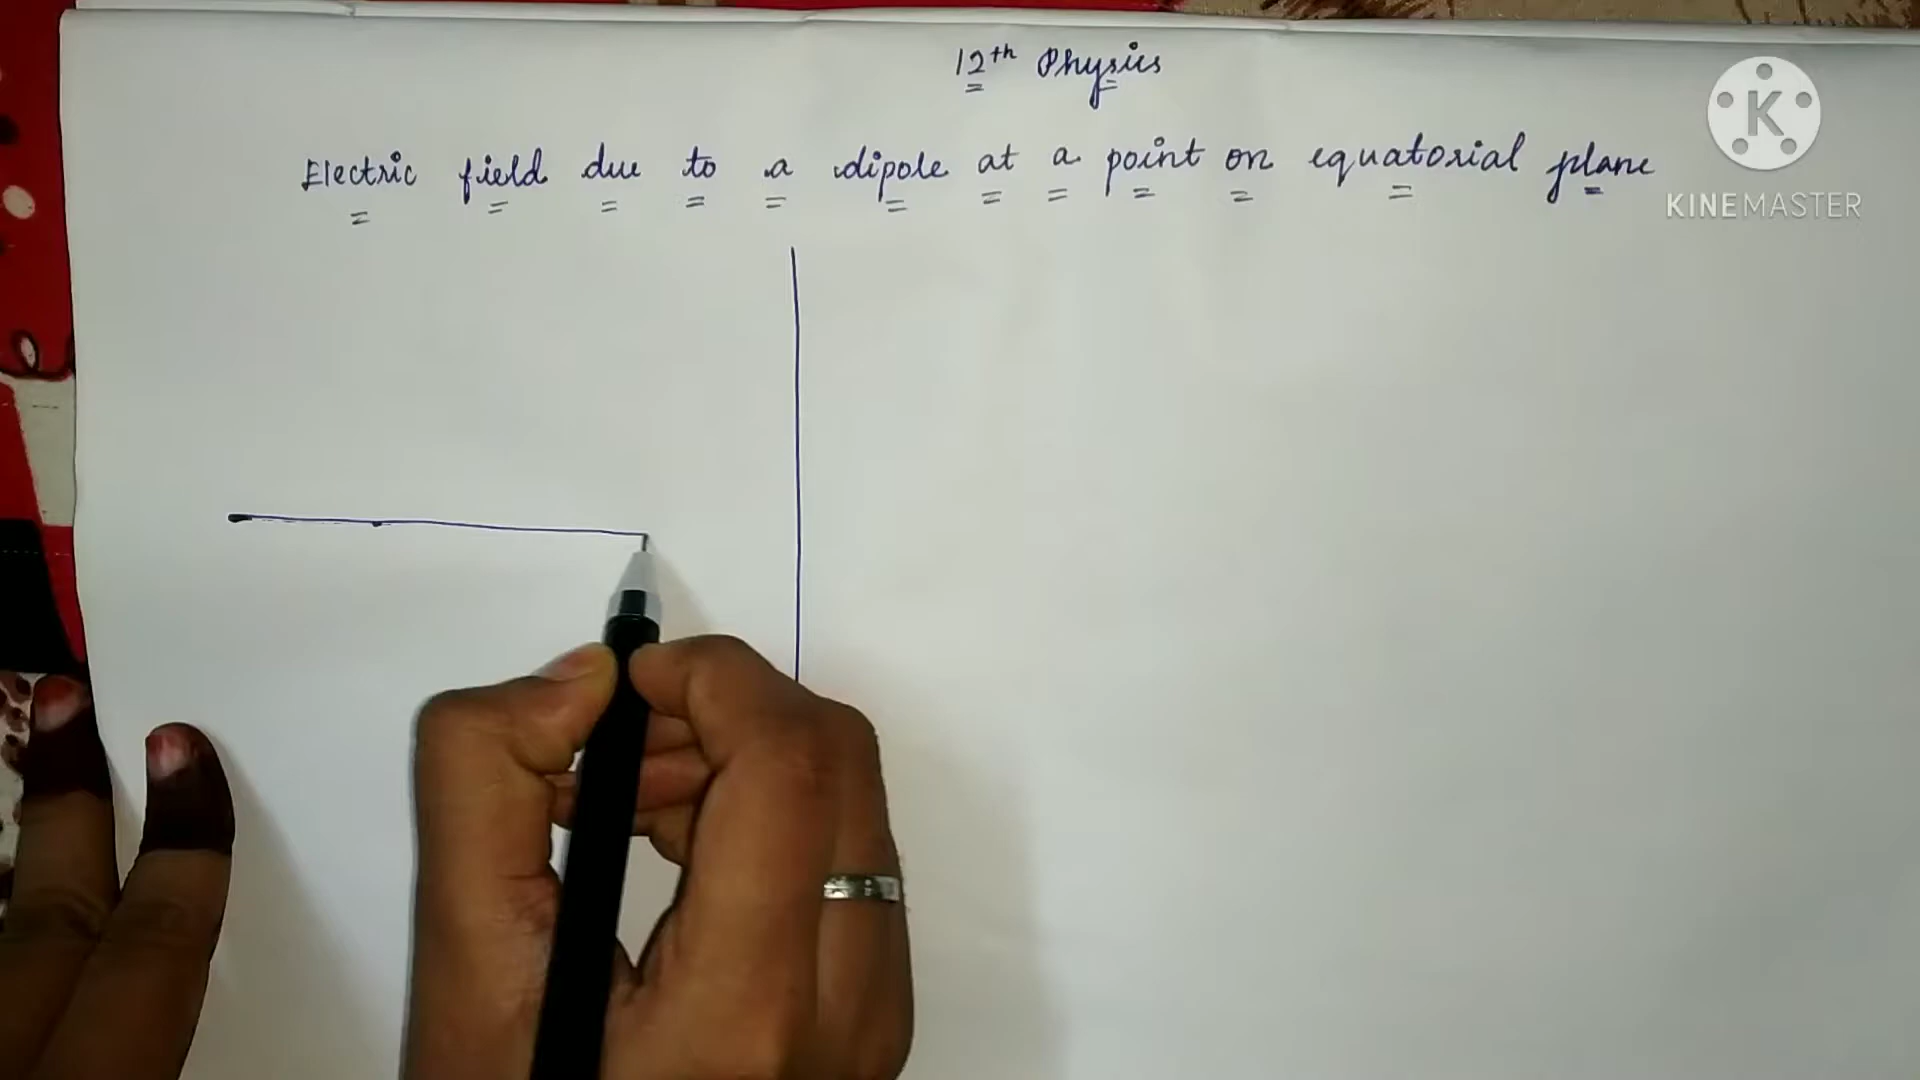 12th Physics
Electric field due to a dipole at a point on equatorial plane
K
KINEMASTER